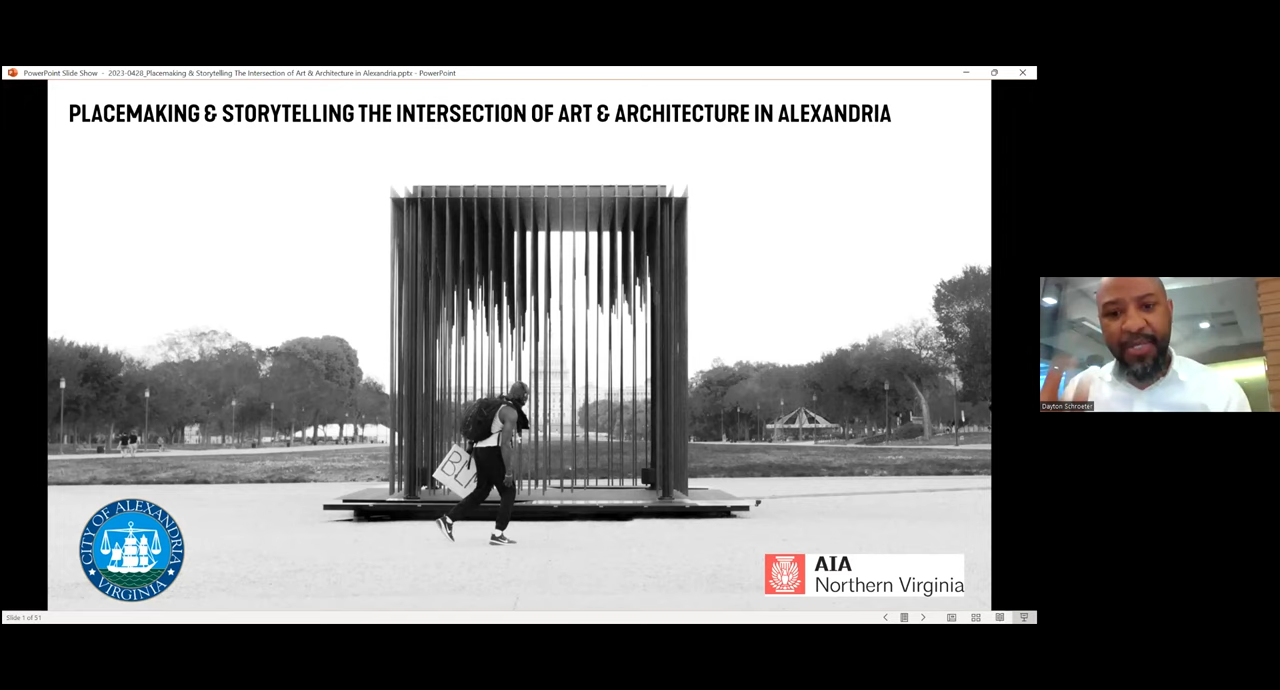 PowerPoint Slide Show - 2023-0428_Placemaking & Storytelling The Intersection of Art & Architecture in Alexandria.pptx - PowerPoint
PLACEMAKING & STORYTELLING THE INTERSECTION OF ART & ARCHITECTURE IN ALEXANDRIA
BLM
Dayton Schroeter
CITY OF ALEXANDRIA
VIRGINIA
AIA
Northern Virginia
Slide 1 of 51